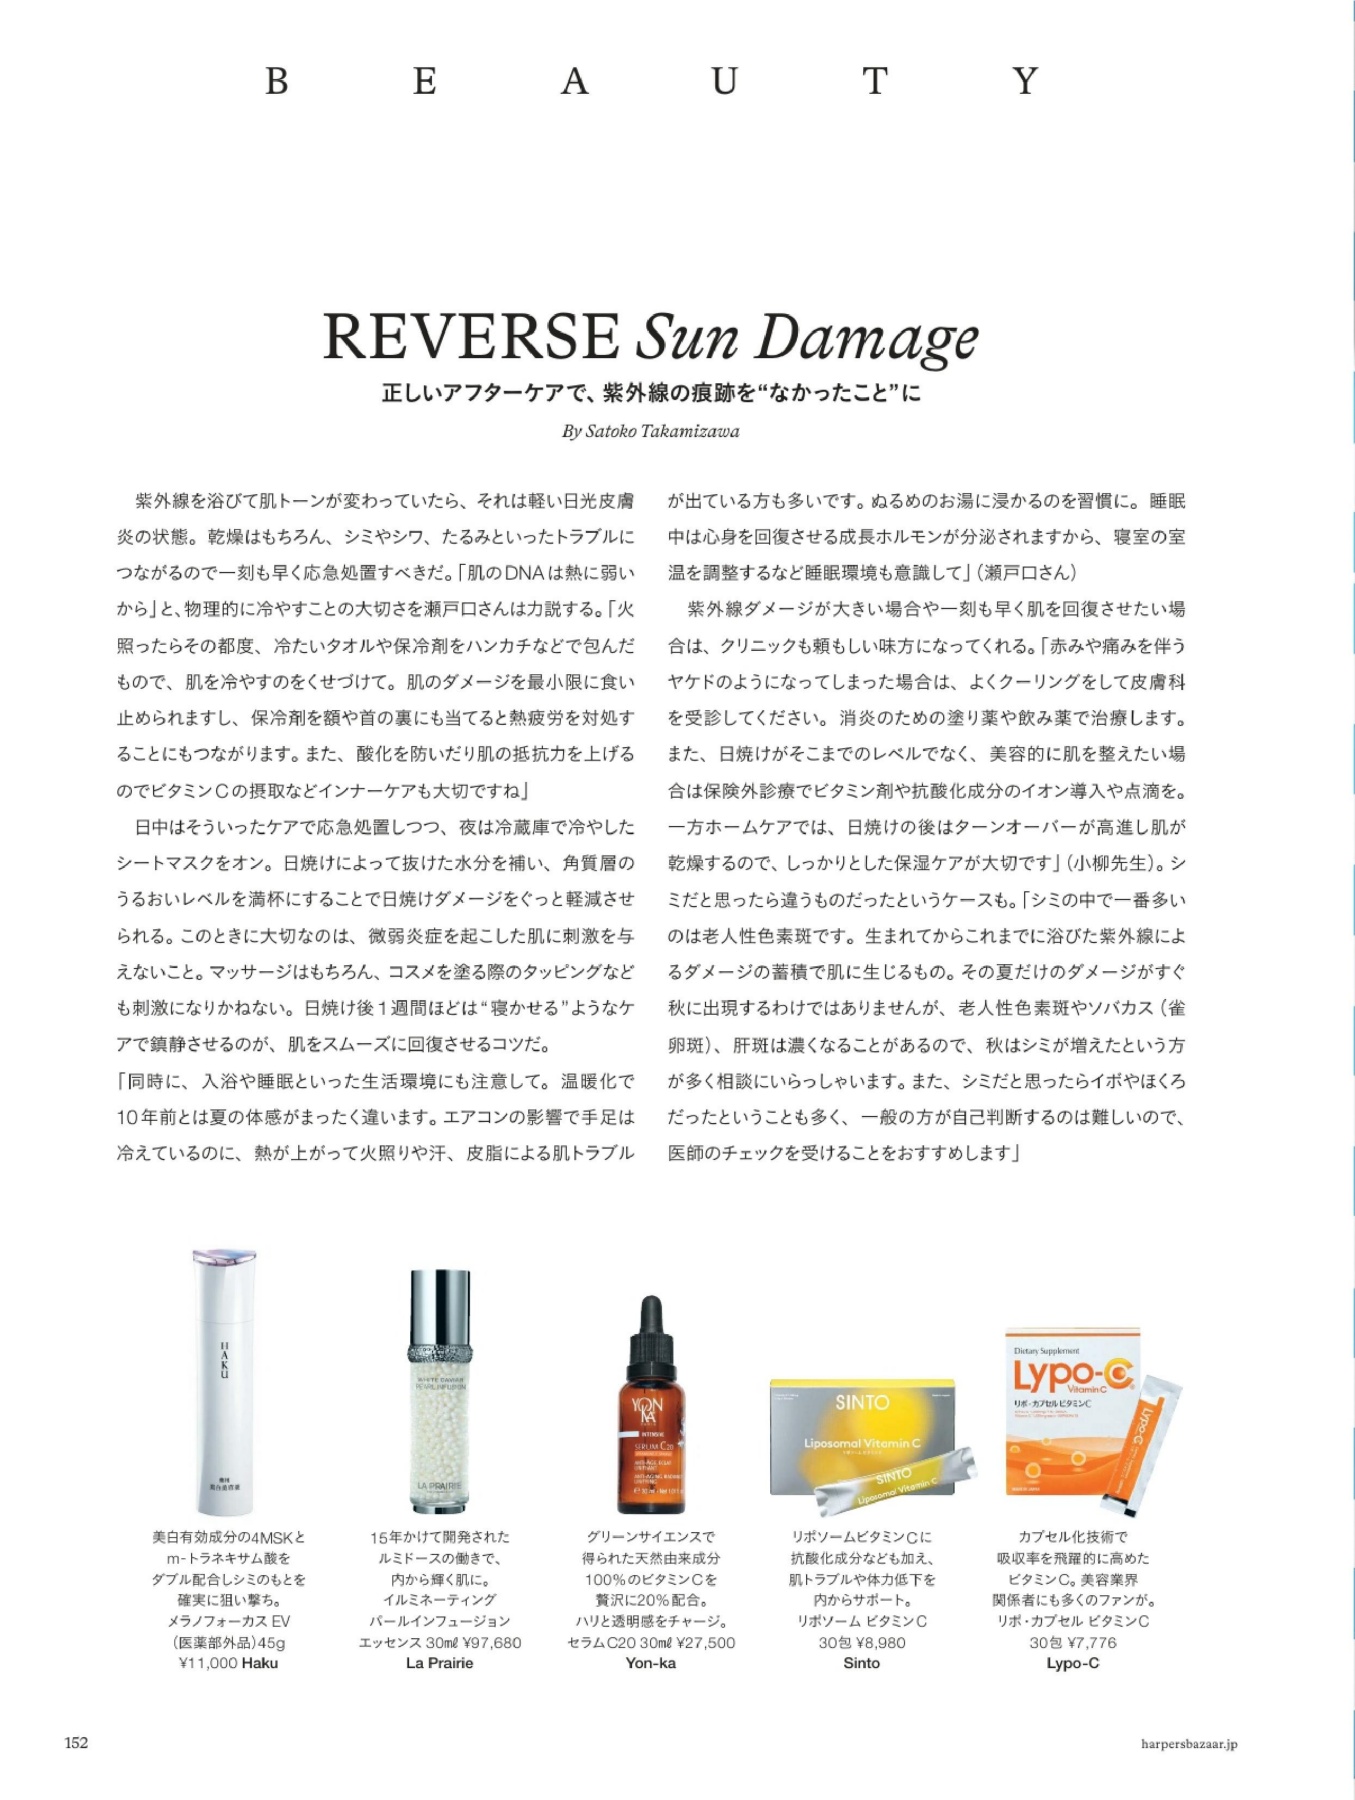 BEAUTY
REVERSE Sun Damage
正しいアフターケアで、紫外線の痕跡を“なかったこと”に
By Satoko Takamizawa
紫外線を浴びて肌トーンが変わっていたら、それは軽い日光皮膚
炎の状態。乾燥はもちろん、シミやシワ、たるみといったトラブルに
つながるので一刻も早く応急処置すべきだ。「肌のDNAは熱に弱い
から」と、物理的に冷やすことの大切さを瀬戸口さんは力説する。「火
照ったらその都度、冷たいタオルや保冷剤をハンカチなどで包んだ
もので、肌を冷やすのをくせづけて。肌のダメージを最小限に食い
止められますし、保冷剤を額や首の裏にも当てると熱疲労を対処す
ることにもつながります。また、酸化を防いだり肌の抵抗力を上げる
のでビタミンCの摂取などインナーケアも大切ですね」
日中はそういったケアで応急処置しつつ、夜は冷蔵庫で冷やした
シートマスクをオン。日焼けによって抜けた水分を補い、角質層の
うるおいレベルを満杯にすることで日焼けダメージをぐっと軽減させ
られる。このときに大切なのは、微弱炎症を起こした肌に刺激を与
えないこと。マッサージはもちろん、コスメを塗る際のタッピングなど
も刺激になりかねない。日焼け後1週間ほどは“寝かせる”ようなケ
アで鎮静させるのが、肌をスムーズに回復させるコツだ。
「同時に、入浴や睡眠といった生活環境にも注意して。温暖化で
10年前とは夏の体感がまったく違います。エアコンの影響で手足は
冷えているのに、熱が上がって火照りや汗、皮脂による肌トラブル
が出ている方も多いです。ぬるめのお湯に浸かるのを習慣に。睡眠
中は心身を回復させる成長ホルモンが分泌されますから、寝室の室
温を調整するなど睡眠環境も意識して」(瀬戸口さん)
紫外線ダメージが大きい場合や一刻も早く肌を回復させたい場
合は、クリニックも頼もしい味方になってくれる。「赤みや痛みを伴う
ヤケドのようになってしまった場合は、よくクーリングをして皮膚科
を受診してください。消炎のための塗り薬や飲み薬で治療します。
また、日焼けがそこまでのレベルでなく、美容的に肌を整えたい場
合は保険外診療でビタミン剤や抗酸化成分のイオン導入や点滴を。
一方ホームケアでは、日焼けの後はターンオーバーが高進し肌が
乾燥するので、しっかりとした保湿ケアが大切です」(小柳先生)。シ
ミだと思ったら違うものだったというケースも。「シミの中で一番多い
のは老人性色素斑です。生まれてからこれまでに浴びた紫外線によ
るダメージの蓄積で肌に生じるもの。その夏だけのダメージがすぐ
秋に出現するわけではありませんが、老人性色素斑やソバカス(雀
卵斑)、肝斑は濃くなることがあるので、秋はシミが増えたという方
が多く相談にいらっしゃいます。また、シミだと思ったらイボやほくろ
だったということも多く、一般の方が自己判断するのは難しいので、
医師のチェックを受けることをおすすめします」
HAKU
薬用
美白美容液
WHITE CAVIAR
PEARL INFUSION
LA PRAIRIE
YON
KA
INTENSIVE
SERUM C20
SINTO
Liposomal Vitamin C
SINTO
Liposomal Vitamin C
Dietary Supplement
Lypo-C
Vitamin C
リポ・カプセルビタミンC
Lypo-C
美白有効成分の4MSKと
m-トラネキサム酸を
ダブル配合しシミのもとを
確実に狙い撃ち。
メラノフォーカス EV
(医薬部外品)45g
¥11,000 Haku
15年かけて開発された
ルミドースの働きで、
内から輝く肌に。
イルミネーティング
パールインフュージョン
エッセンス 30㎖ ¥97,680
La Prairie
グリーンサイエンスで
得られた天然由来成分
100%のビタミンCを
贅沢に20%配合。
ハリと透明感をチャージ。
セラムC20 30㎖ ¥27,500
Yon-ka
リポソームビタミンCに
抗酸化成分なども加え、
肌トラブルや体力低下を
内からサポート。
リポソーム ビタミンC
30包 ¥8,980
Sinto
カプセル化技術で
吸収率を飛躍的に高めた
ビタミンC。美容業界
関係者にも多くのファンが。
リポ・カプセル ビタミンC
30包 ¥7,776
Lypo-C
152
harpersbazaar.jp